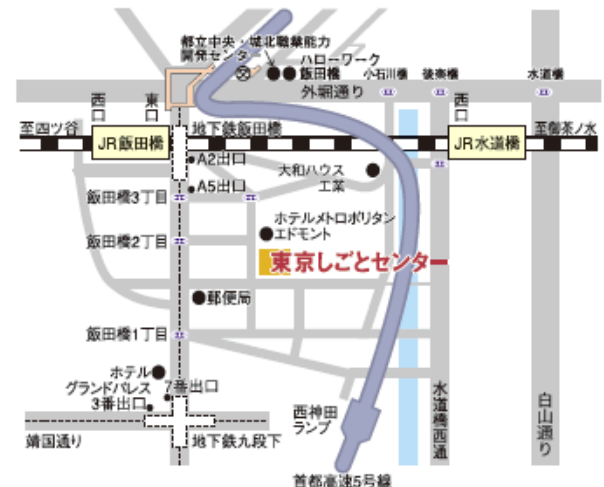 都立中央・城北職業能力
開発センター
ハローワーク
飯田橋
小石川橋
後楽橋
水道橋
外堀通り
西口
東口
西口
至四ツ谷
JR飯田橋
地下鉄飯田橋
JR水道橋
至御茶ノ水
A2出口
大和ハウス
工業
A5出口
飯田橋3丁目
ホテルメトロポリタン
エドモント
飯田橋2丁目
東京しごとセンター
郵便局
飯田橋1丁目
ホテル
グランドパレス
7番出口
3番出口
西神田
ランプ
水道橋西通
白山通り
靖国通り
地下鉄九段下
首都高速5号線